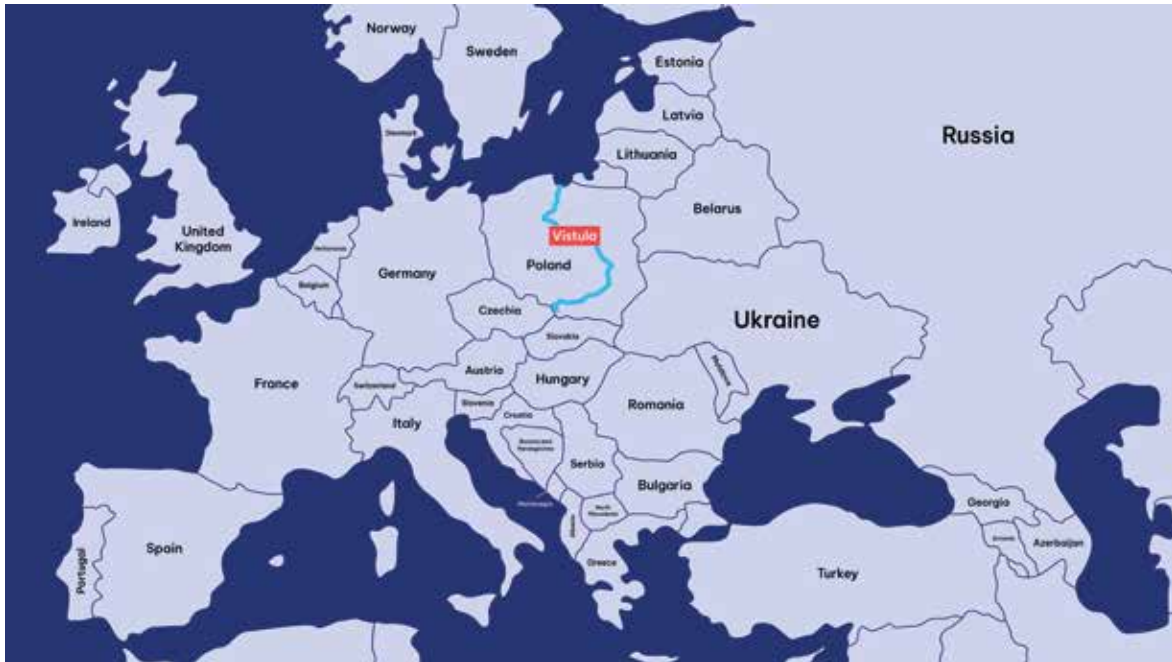 Norway
Sweden
Estonia
Latvia
Russia
Denmark
Lithuania
Ireland
United
Kingdom
Belarus
Vistula
Netherlands
Germany
Poland
Belgium
Czechia
Ukraine
Slovakia
Austria
France
Switzerland
Hungary
Moldova
Romania
Slovenia
Croatia
Italy
Bosnia and
Herzegovina
Serbia
Bulgaria
Montenegro
Georgia
North
Macedonia
Albania
Armenia
Azerbaijan
Spain
Portugal
Greece
Turkey